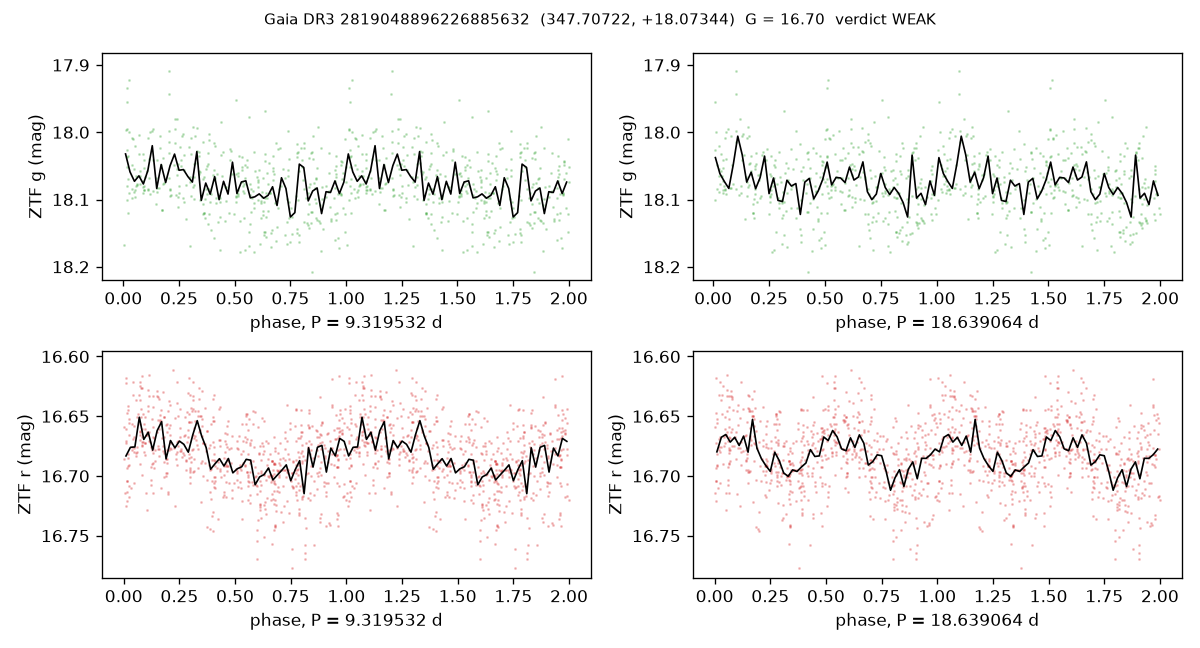 Gaia DR3 2819048896226885632 (347.70722, +18.07344) G = 16.70 verdict WEAK
ZTF g (mag)
17.9
18.0
18.1
18.2
0.00 0.25 0.50 0.75 1.00 1.25 1.50 1.75 2.00
phase, P = 9.319532 d
ZTF g (mag)
17.9
18.0
18.1
18.2
0.00 0.25 0.50 0.75 1.00 1.25 1.50 1.75 2.00
phase, P = 18.639064 d
ZTF r (mag)
16.60
16.65
16.70
16.75
0.00 0.25 0.50 0.75 1.00 1.25 1.50 1.75 2.00
phase, P = 9.319532 d
ZTF r (mag)
16.60
16.65
16.70
16.75
0.00 0.25 0.50 0.75 1.00 1.25 1.50 1.75 2.00
phase, P = 18.639064 d